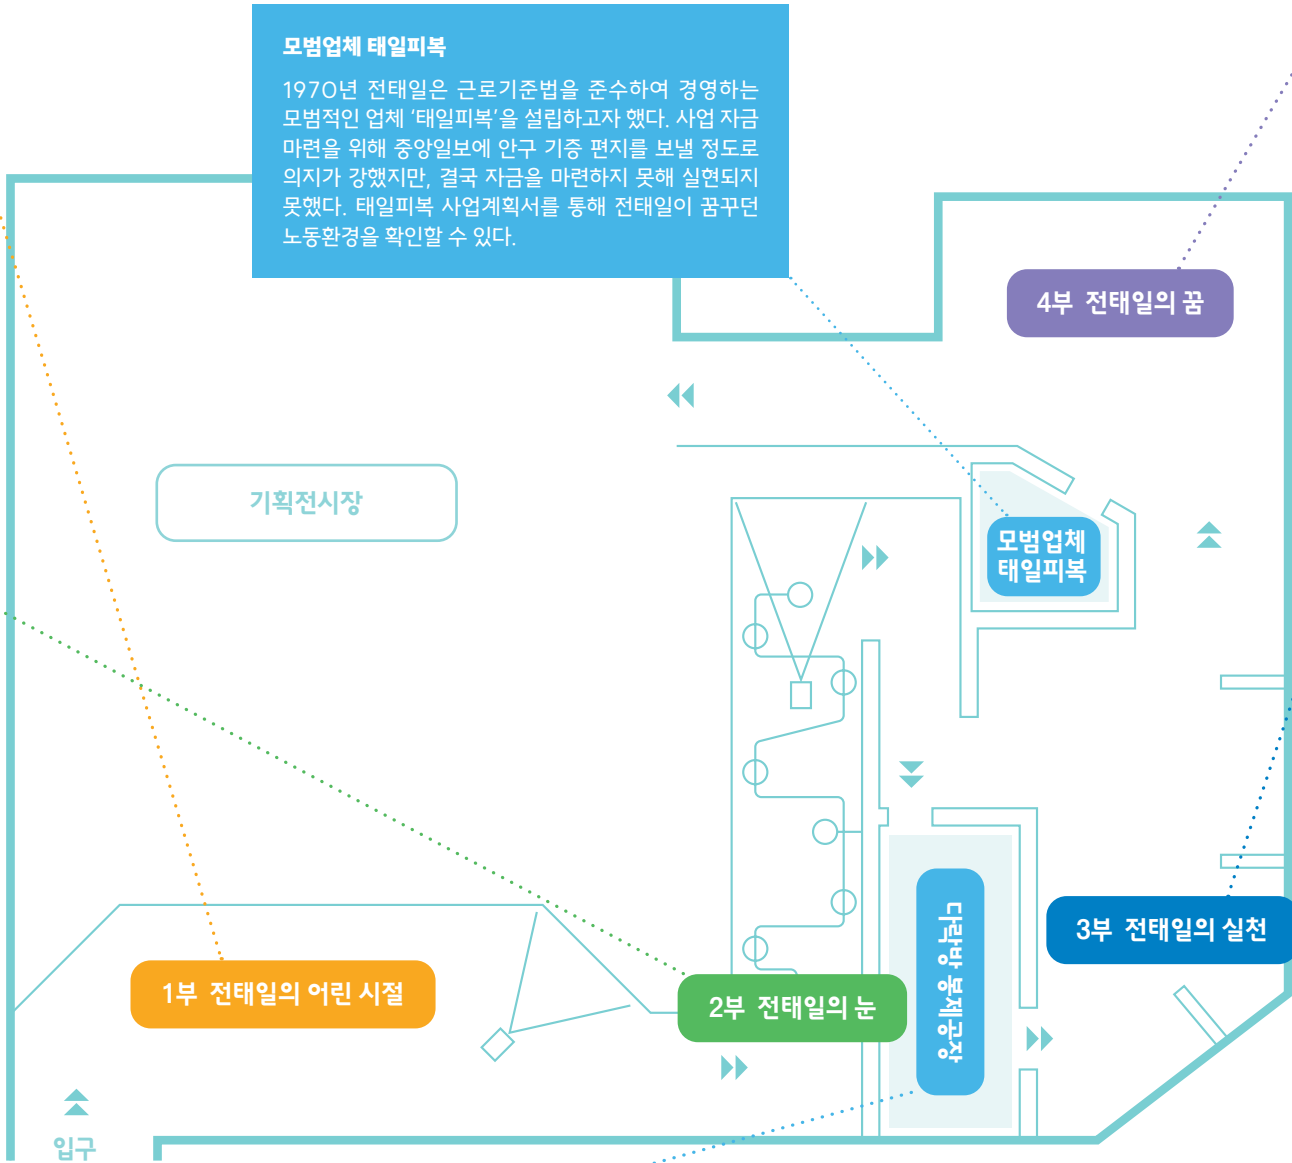 모범업체 태일피복
1970년 전태일은 근로기준법을 준수하여 경영하는
모범적인 업체 ‘태일피복’을 설립하고자 했다. 사업 자금
마련을 위해 중앙일보에 안구 기증 편지를 보낼 정도로
의지가 강했지만, 결국 자금을 마련하지 못해 실현되지
못했다. 태일피복 사업계획서를 통해 전태일이 꿈꾸던
노동환경을 확인할 수 있다.
4부 전태일의 꿈
기획전시장
모범업체
태일피복
다락방 봉제공장
3부 전태일의 실천
1부 전태일의 어린 시절
2부 전태일의 눈
입구